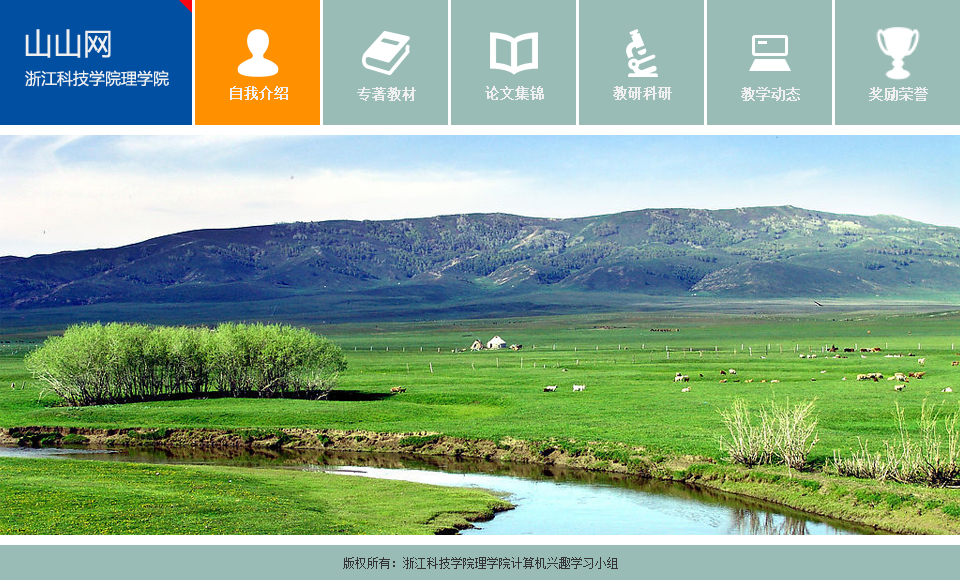 山山网
浙江科技学院理学院
自我介绍
专著教材
论文集锦
教研科研
教学动态
奖励荣誉
版权所有：浙江科技学院理学院计算机兴趣学习小组